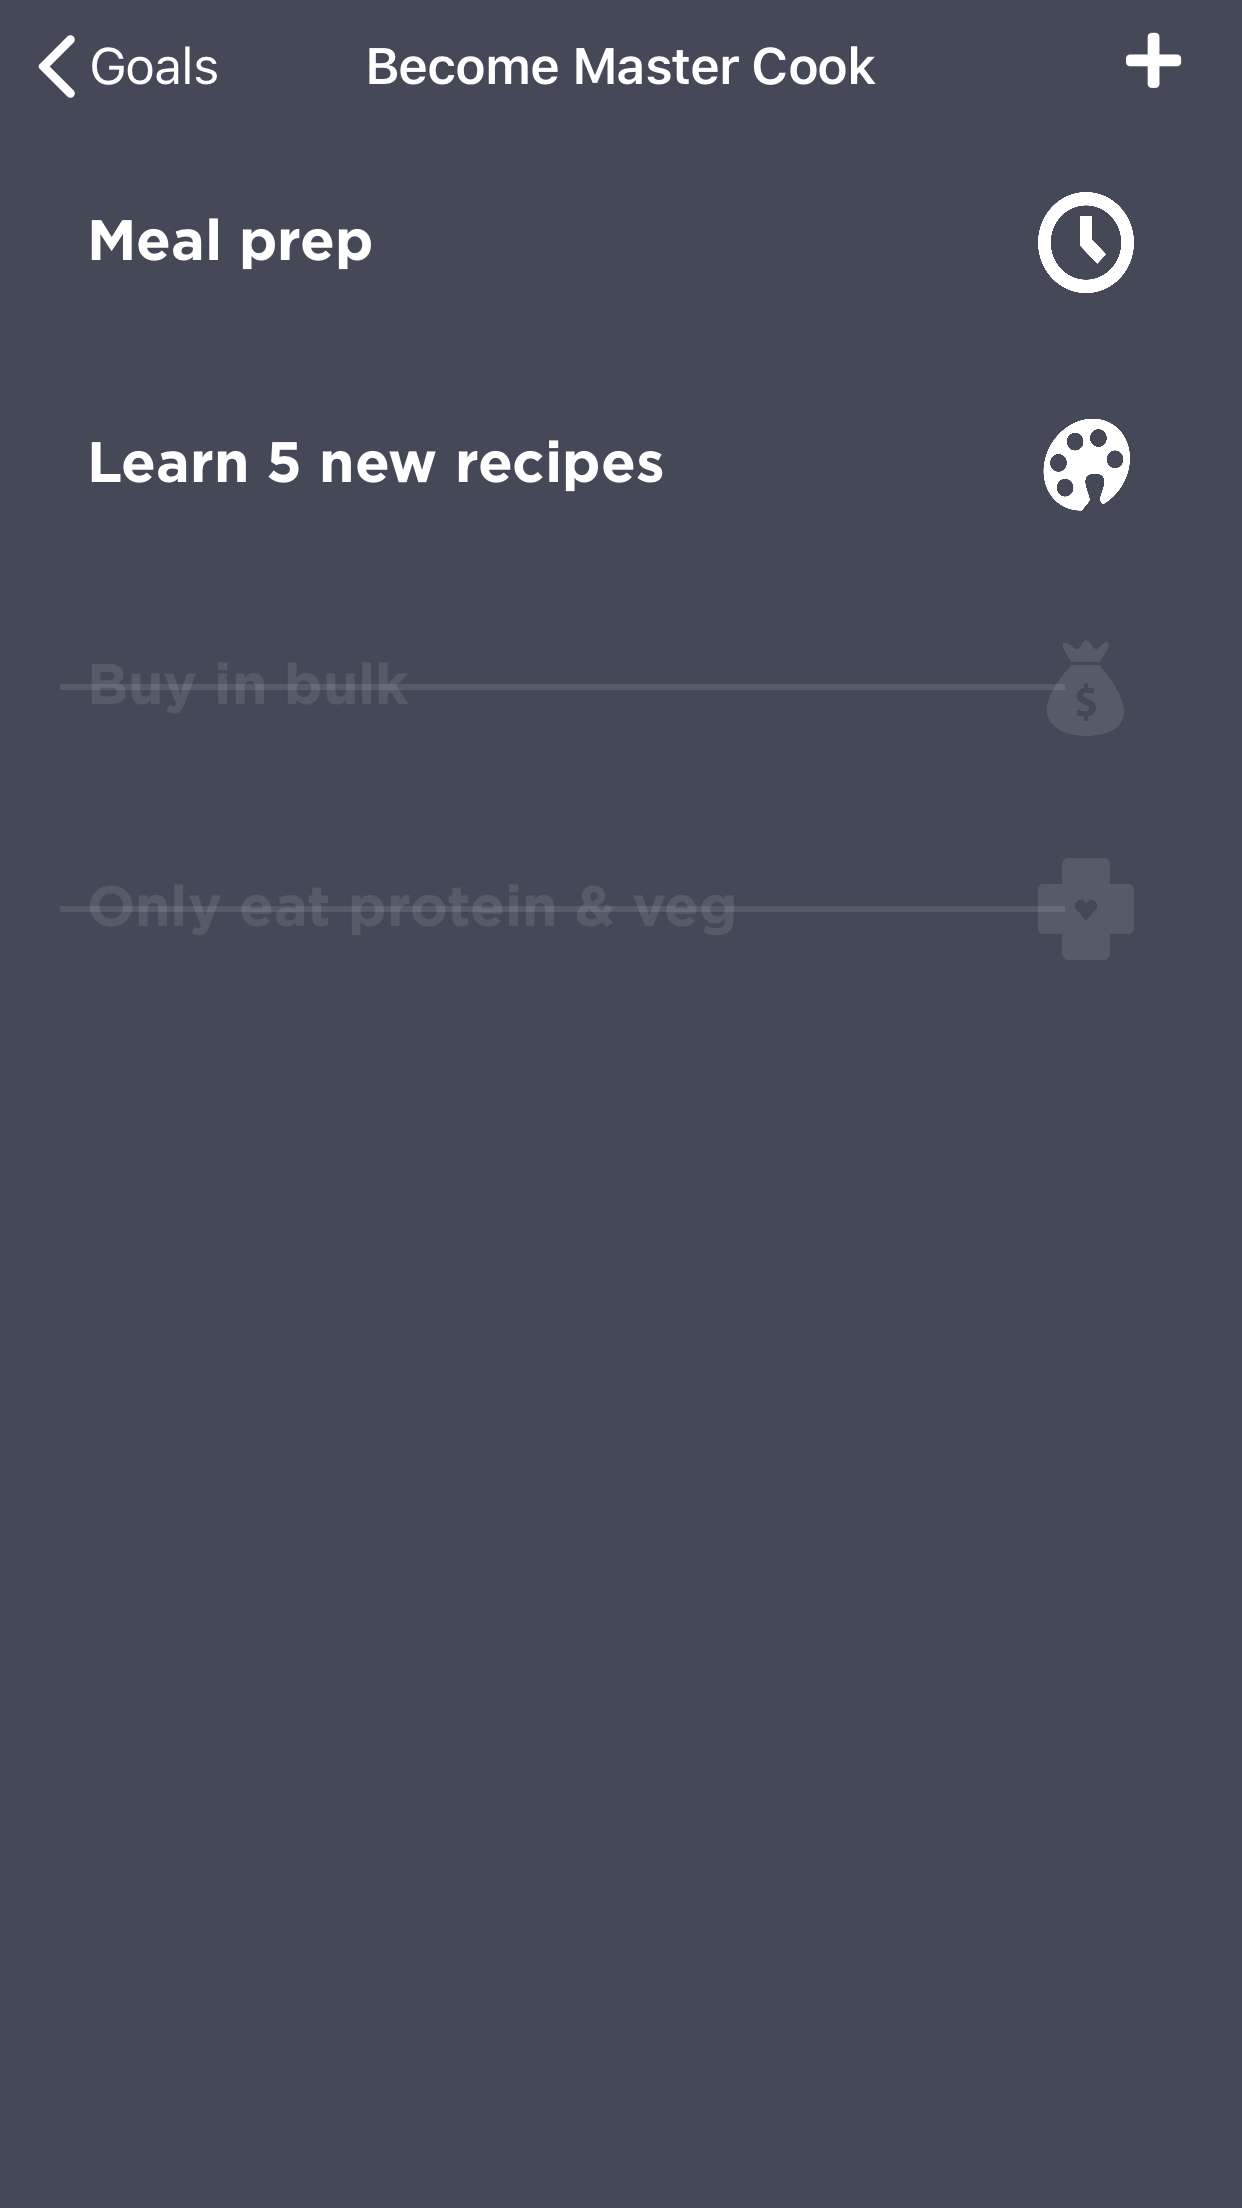 Goals
Become Master Cook
Meal prep
Learn 5 new recipes
Buy in bulk
$
Only eat protein & veg